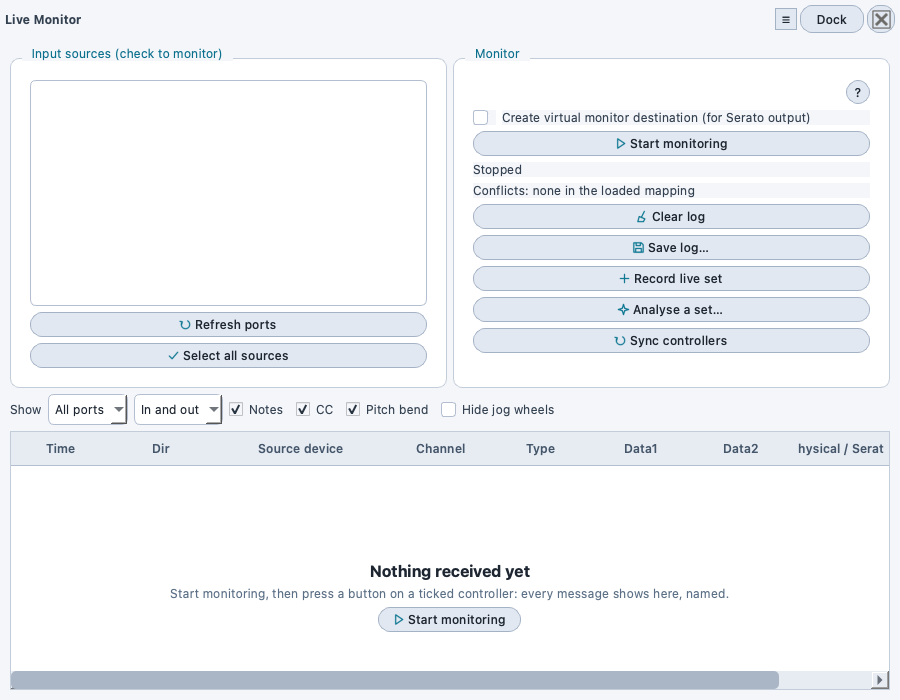 Live Monitor
≡ Dock
Input sources (check to monitor)
Refresh ports
Select all sources
Monitor
?
Create virtual monitor destination (for Serato output)
Start monitoring
Stopped
Conflicts: none in the loaded mapping
Clear log
Save log...
Record live set
Analyse a set...
Sync controllers
Show All ports In and out Notes CC Pitch bend Hide jog wheels
Time Dir Source device Channel Type Data1 Data2 hysical / Serat
Nothing received yet
Start monitoring, then press a button on a ticked controller: every message shows here, named.
Start monitoring